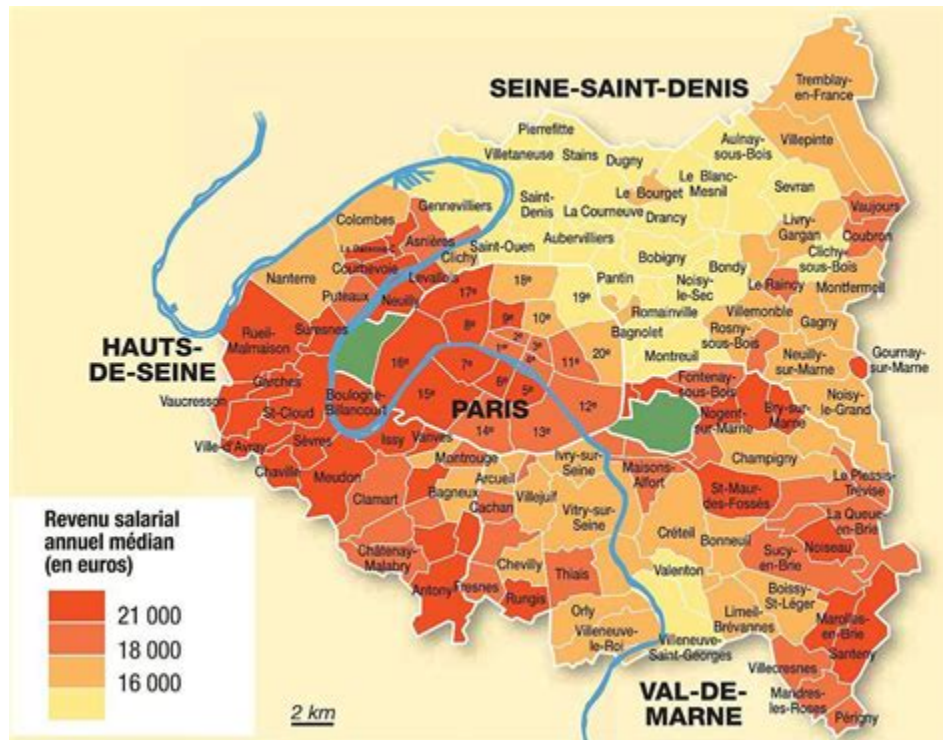 SEINE-SAINT-DENIS
Tremblay-
en-France
Pierrefitte
Villetaneuse
Stains
Dugny
Aulnay-
sous-Bois
Villepinte
Le Blanc-
Mesnil
Sevran
Saint-
Denis
Le Bourget
La Courneuve
Drancy
Vaujours
Gennevilliers
Colombes
Livry-
Gargan
Coubron
Asnières
Saint-Ouen
Aubervilliers
Clichy
Clichy-
sous-Bois
La Garenne-C.
Courbevoie
Levallois
Bobigny
Bondy
Nanterre
Pantin
Noisy-
le-Sec
Le Raincy
Montfermeil
Puteaux
Neuilly
17e
18e
19e
Romainville
Villemonble
Gagny
8e
9e
10e
Bagnolet
Rosny-
sous-Bois
Suresnes
Rueil-
Malmaison
2e
1er
3e
4e
11e
20e
Montreuil
Neuilly-
sur-Marne
Gournay-
sur-Marne
HAUTS-
DE-SEINE
16e
7e
6e
5e
Fontenay-
sous-Bois
Garches
Vaucresson
Boulogne-
Billancourt
15e
PARIS
12e
Noisy-
le-Grand
St-Cloud
Nogent-
sur-Marne
Bry-sur-
Marne
14e
13e
Ville-d'Avray
Sèvres
Issy
Vanves
Montrouge
Ivry-sur-
Seine
Champigny
Chaville
Meudon
Arcueil
Maisons-
Alfort
Le Plessis-
Trévise
Clamart
Bagneux
Cachan
Villejuif
St-Maur-
des-Fossés
Vitry-sur-
Seine
La Queue-
en-Brie
Créteil
Bonneuil
Noiseau
Sucy-
en-Brie
Châtenay-
Malabry
Chevilly
Thiais
Valenton
Antony
Fresnes
Rungis
Boissy-
St-Léger
Orly
Limeil-
Brévannes
Marolles-
en-Brie
Villeneuve-
le-Roi
Villeneuve-
Saint-Georges
Santeny
Villecresnes
Mandres-
les-Roses
Périgny
VAL-DE-
MARNE
Revenu salarial
annuel médian
(en euros)
21 000
18 000
16 000
2 km